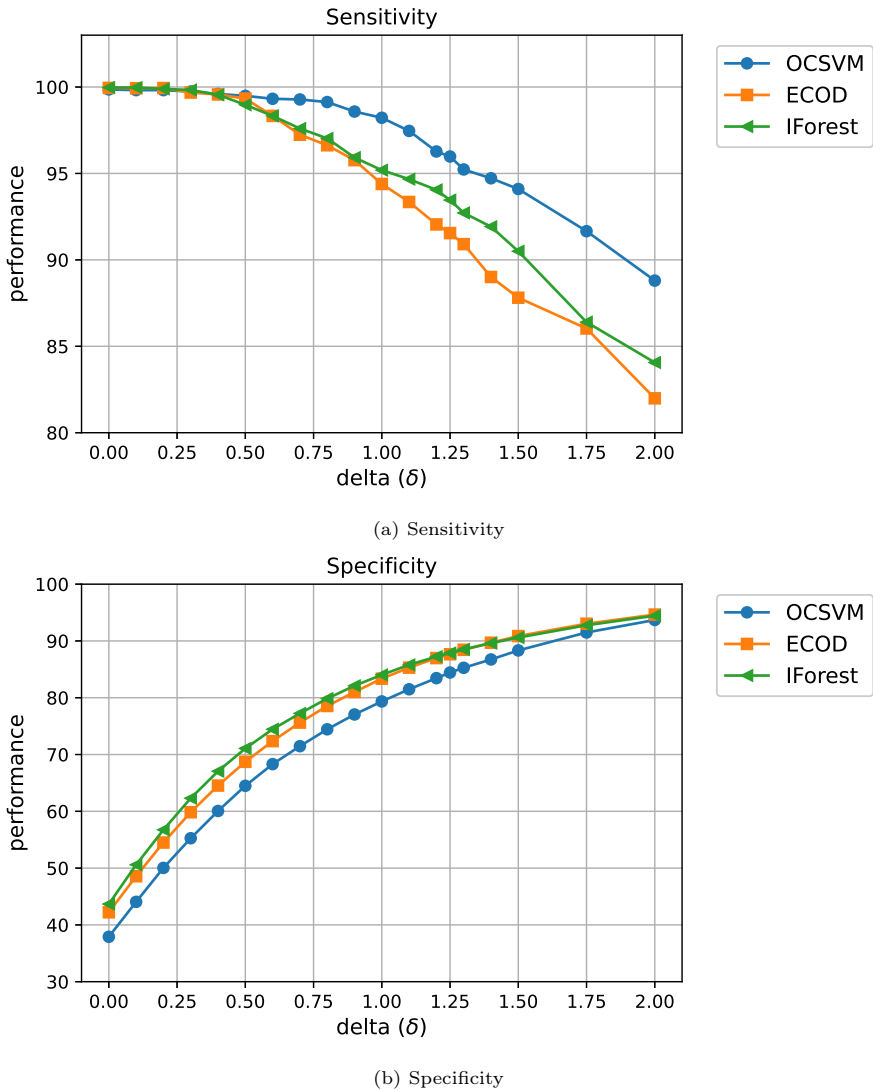 Sensitivity
100
95
90
85
80
performance
0.00 0.25 0.50 0.75 1.00 1.25 1.50 1.75 2.00
delta (δ)
OCSVM
ECOD
IForest
(a) Sensitivity
Specificity
100
90
80
70
60
50
40
30
performance
0.00 0.25 0.50 0.75 1.00 1.25 1.50 1.75 2.00
delta (δ)
OCSVM
ECOD
IForest
(b) Specificity